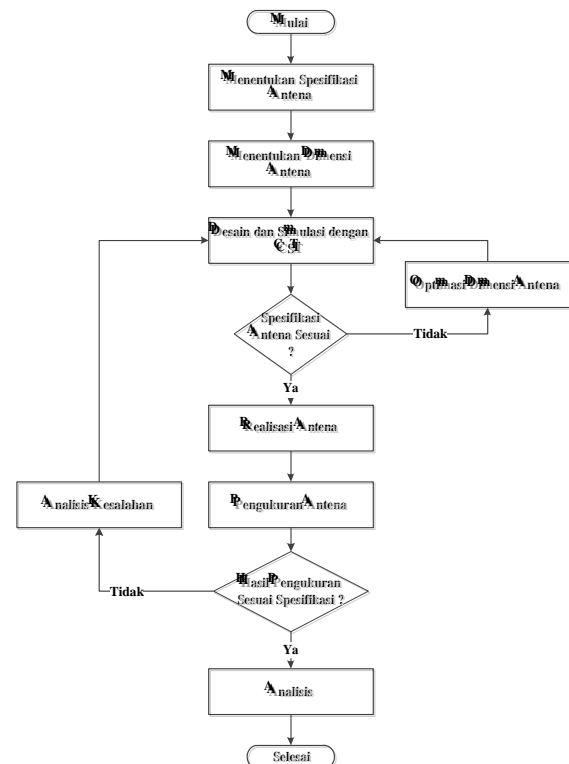 Mulai
Menentukan Spesifikasi
Antena
Menentukan Dimensi
Antena
Desain dan Simulasi dengan
CST
Optimasi Dimensi Antena
Spesifikasi
Antena Sesuai
?
Tidak
Ya
Realisasi Antena
Analisis Kesalahan
Pengukuran Antena
Hasil Pengukuran
Sesuai Spesifikasi ?
Tidak
Ya
Analisis
Selesai